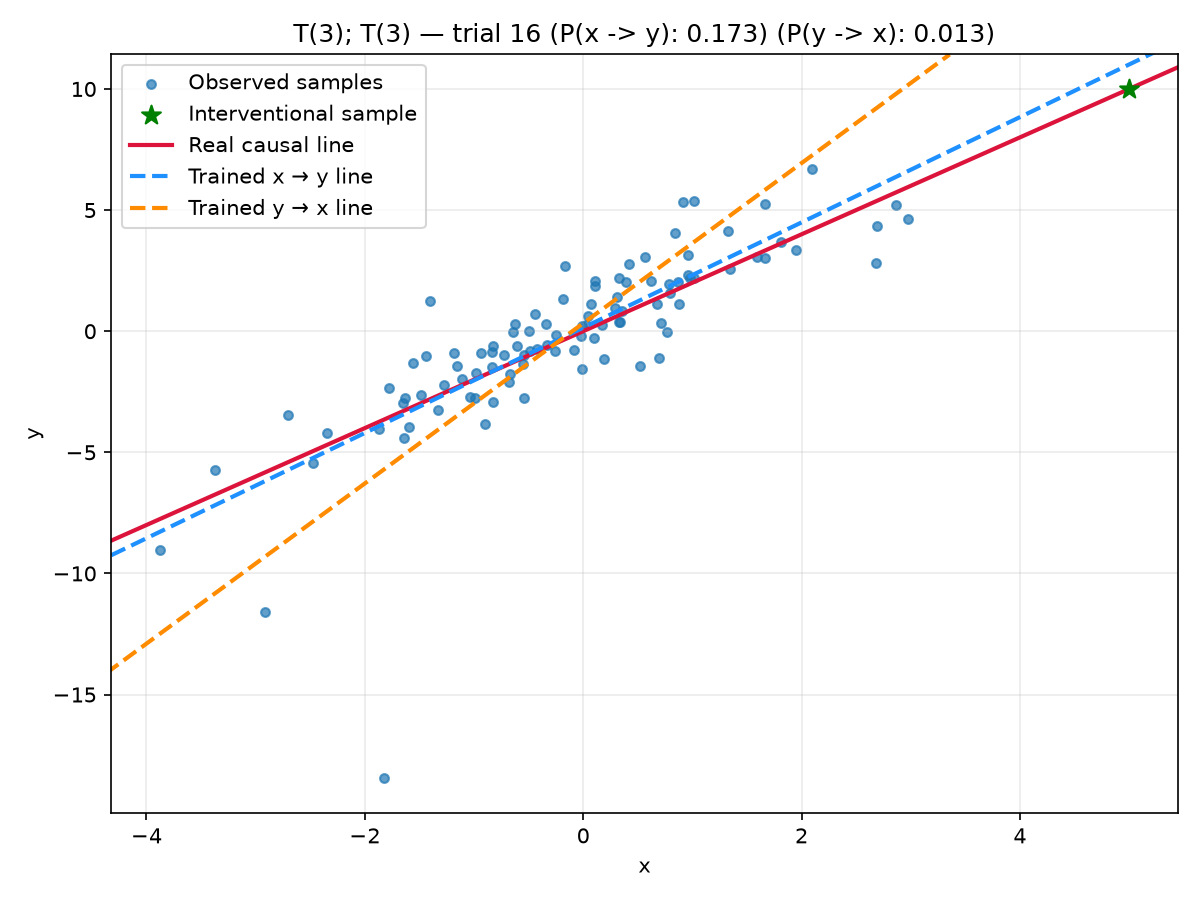 T(3); T(3) — trial 16 (P(x -> y): 0.173) (P(y -> x): 0.013)
Observed samples
Interventional sample
Real causal line
Trained x → y line
Trained y → x line
10
5
0
−5
−10
−15
y
−4
−2
0
2
4
x